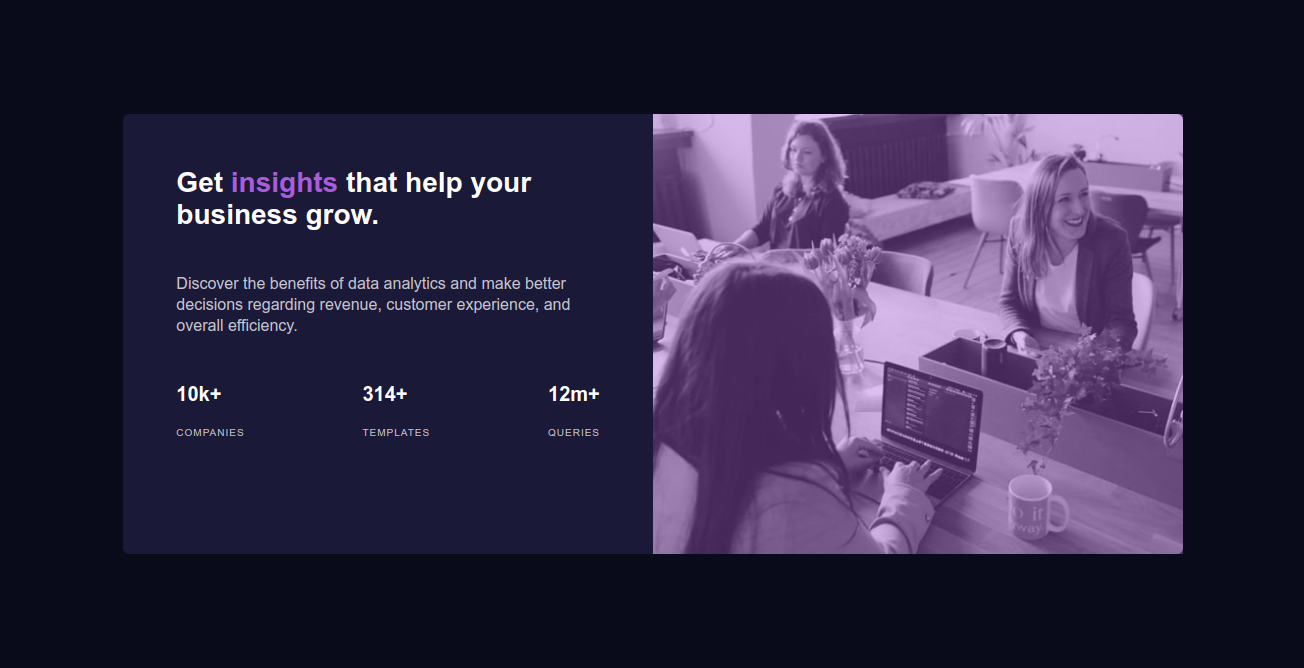 Get insights that help your
business grow.
Discover the benefits of data analytics and make better
decisions regarding revenue, customer experience, and
overall efficiency.
10k+ 314+ 12m+
COMPANIES TEMPLATES QUERIES